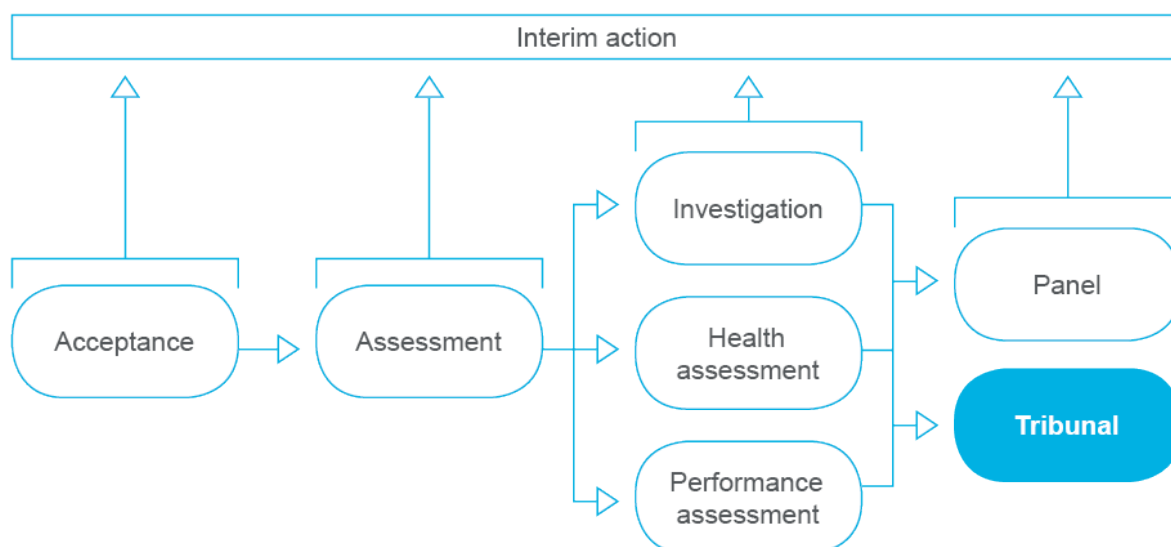 Interim action
Acceptance
Assessment
Investigation
Health
assessment
Performance
assessment
Panel
Tribunal